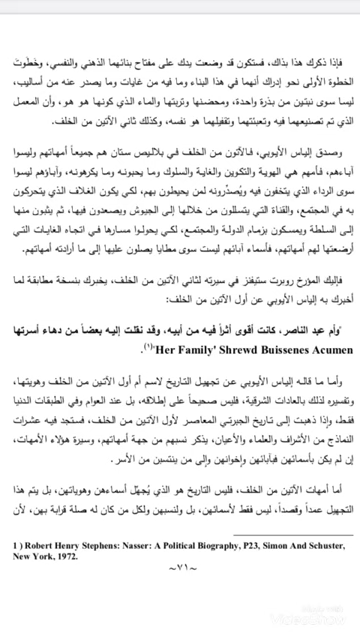 فإذا ذكرك هذا بذاك، فستكون قد وضعت يدك على مفتاح بنائهما الذهني والنفسي، وخطوت
الخطوة الأولى نحو إدراك أنهما في هذا البناء وما فيه من غايات وما يصدر عنه من أساليب،
ليسا سوى نبتين من بذرة واحدة، ومحضنها وتربتها والماء الذي كونها هو هو، وأن المعمل
الذي تم تصنيعهما فيه وتعبئتهما وتقفيلهما هو نفسه، وكذلك ثاني الآتين من الخلف.
وصدق إلياس الأيوبي، فالآتون من الخلف في بلاليص ستان هم جميعاً أمهاتهم وليسوا
آباءهم، فأمهم هي الهوية والتكوين والغاية والسلوك وما يحبونه وما يكرهونه، وآباؤهم ليسوا
سوى الرداء الذي يتخفون فيه ويُصدِّرونه لمن يحيطون بهم، لكي يكون الغلاف الذي يتحركون
به في المجتمع، والقناة التي يتسللون من خلالها إلى الجيوش ويصعدون فيها، ثم يثبون منها
إلى السلطة ويمسكون بزمام الدولة والمجتمع، لكي يحولوا مسارها في اتجاه الغايات التي
أرضعتها لهم أمهاتهم، فأسماء آبائهم ليست سوى مطايا يصلون عليها إلى ما أرادته أمهاتهم.
فإليك المؤرخ روبرت ستيفنز في سيرته لثاني الآتين من الخلف، يخبرك بنسخة مطابقة لما
أخبرك به إلياس الأيوبي عن أول الآتين من الخلف:
"وأم عبد الناصر، كانت أقوى أثراً فيه من أبيه، وقد نقلت إليه بعضاً من دهاء أسرتها
Her Family' Shrewd Buissenes Acumen"(١).
وأما ما قاله إلياس الأيوبي عن تجهيل التاريخ لاسم أم أول الآتين من الخلف وهويتها،
وتفسيره لذلك بالعادات الشرقية، فليس صحيحاً على إطلاقه، بل عند العوام وفي الطبقات الدنيا
فقط، وإذا ذهبت إلى تاريخ الجبرتي المعاصر لأول الآتين من الخلف، فستجد فيه عشرات
النماذج من الأشراف والعلماء والأعيان، يذكر نسبهم من جهة أمهاتهم، وسيرة هؤلاء الأمهات،
إن لم يكن بأسمائهن فبآبائهن وإخوانهن وإلى من ينتسبن من الأسر.
أما أمهات الآتين من الخلف، فليس التاريخ هو الذي يُجهِّل أسماءهن وهوياتهن، بل يتم هذا
التجهيل عمداً وقصداً، ليس فقط لأسمائهن، بل ولنسبهن ولكل من كان له صلة قرابة بهن، لأن
1 ) Robert Henry Stephens: Nasser: A Political Biography, P23, Simon And Schuster,
New York, 1972.
~٧١~
Made with
VideoShow